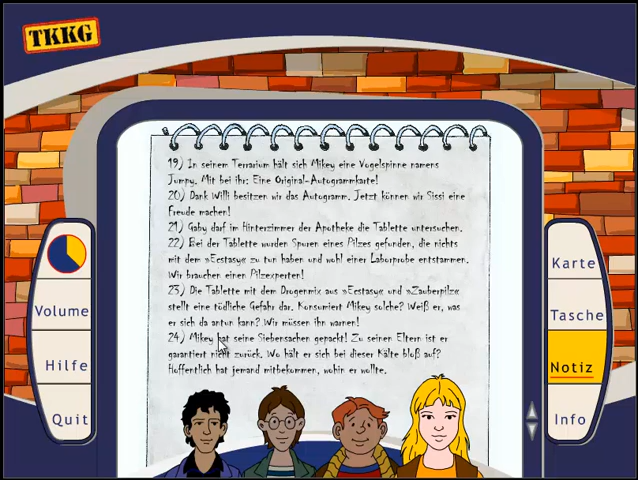 TKKG
19) In seinem Terrarium hält sich Mikey eine Vogelspinne namens
Jumpy. Mit bei ihr: Eine Original-Autogrammkarte!
20) Dank Willi besitzen wir das Autogramm. Jetzt können wir Sissi eine
Freude machen!
21) Gaby darf im Hinterzimmer der Apotheke die Tablette untersuchen.
22) Bei der Tablette wurden Spuren eines Pilzes gefunden, die nichts
mit dem »Ecstasy« zu tun haben und wohl einer Laborprobe entstammen.
Wir brauchen einen Pilzexperten!
23) Die Tablette mit dem Drogenmix aus »Ecstasy« und »Zauberpilz«
stellt eine tödliche Gefahr dar. Konsumiert Mikey solche? Weiß er, was
er sich da antun kann? Wir müssen ihn warnen!
24) Mikey hat seine Siebensachen gepackt! Zu seinen Eltern ist er
garantiert nicht zurück. Wo hält er sich bei dieser Kälte bloß auf?
Hoffentlich hat jemand mitbekommen, wohin er wollte.
Volume
Hilfe
Quit
Karte
Tasche
Notiz
Info